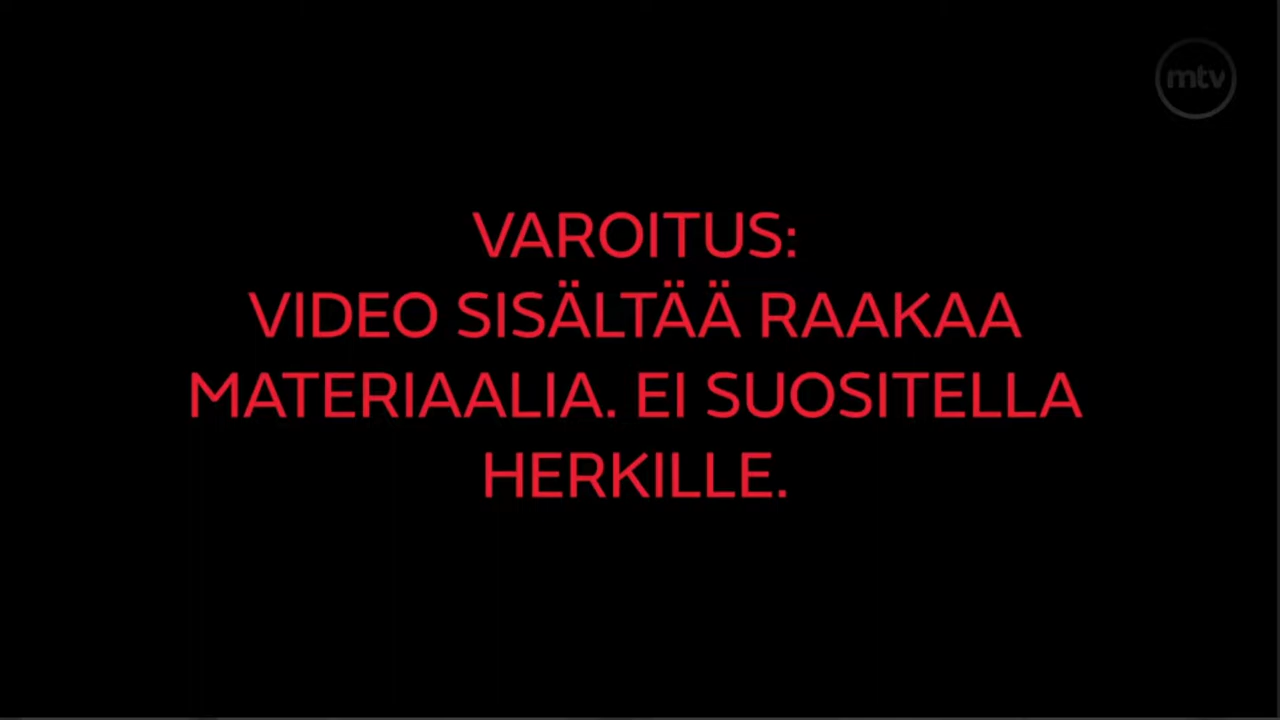 mtv
VAROITUS:
VIDEO SISÄLTÄÄ RAAKAA
MATERIAALIA. EI SUOSITELLA
HERKILLE.